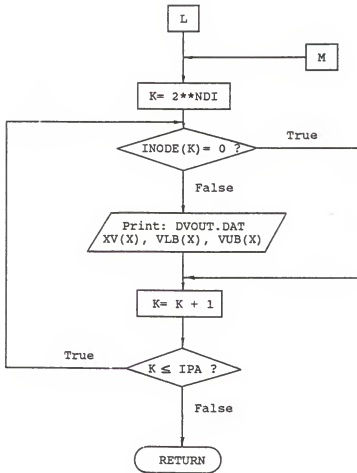 L
M
K= 2**NDI
INODE(K)= 0 ?
True
False
Print: DVOUT.DAT
XV(X), VLB(X), VUB(X)
K= K + 1
True
K ≤ IPA ?
False
RETURN